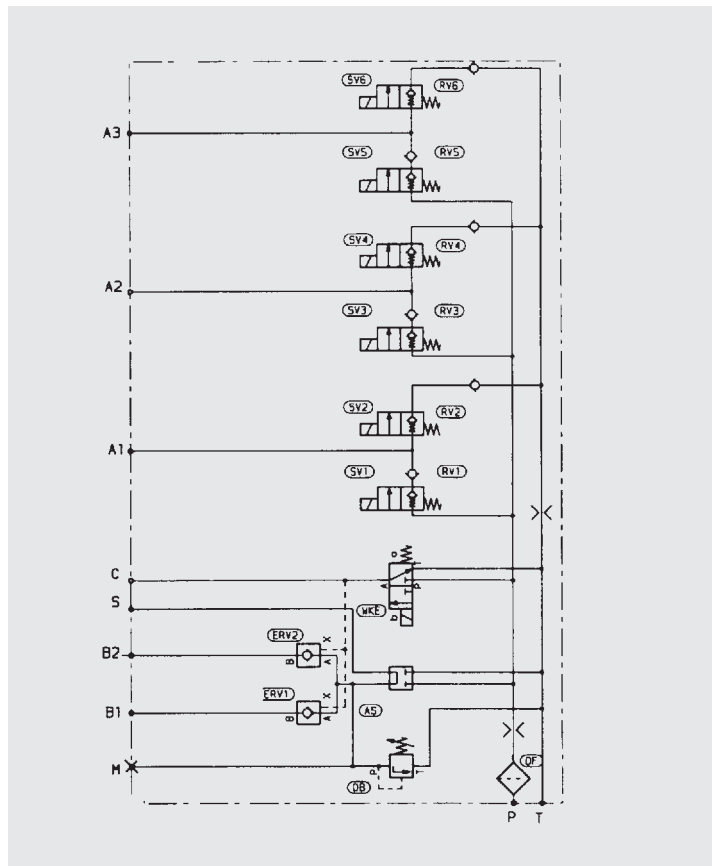 SV6 RV6
A3
SV5 RV5
SV4 RV4
A2
SV3 RV3
SV2 RV2
A1
SV1 RV1
a
C A T P
S WKE
b
ERV2 X
B2 B A
ERV1 X
B1 B A
AS
M P T DF
DB
P T